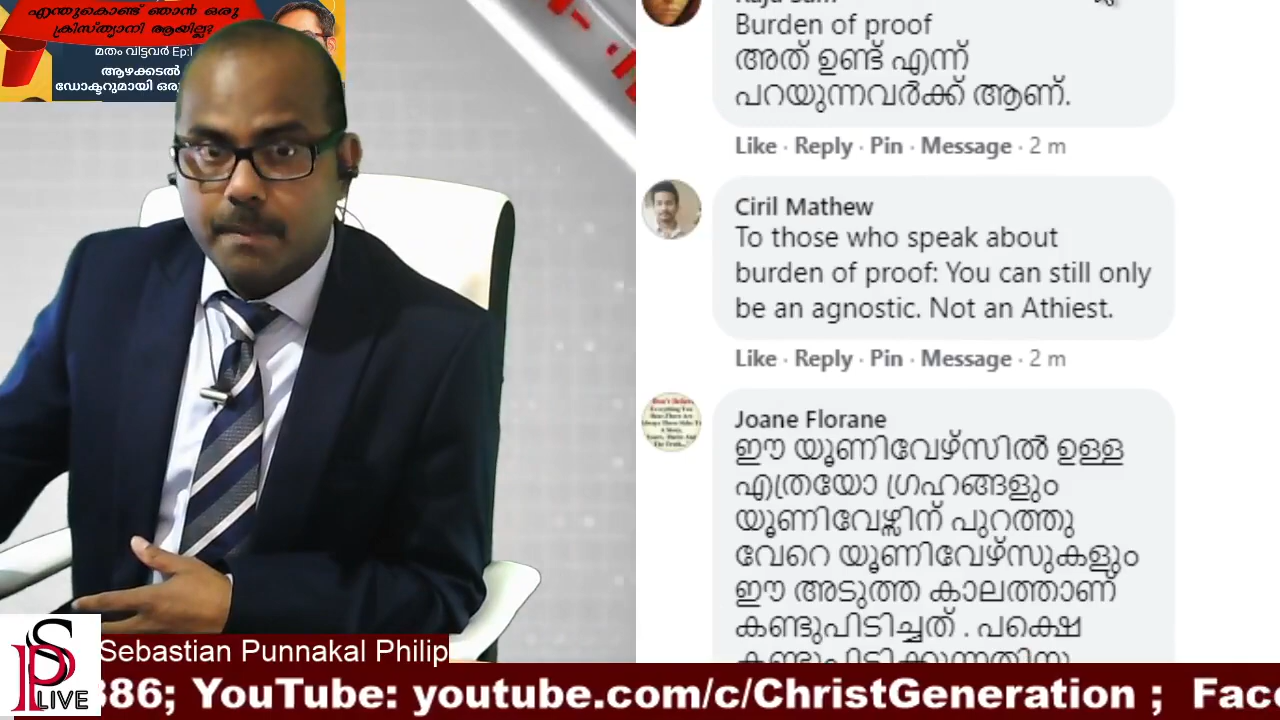 എന്തുകൊണ്ട് ഞാൻ ഒരു
ക്രിസ്ത്യാനി ആയില്ല
മതം വിട്ടവർ Ep:1
ആഴക്കടൽ
ഡോക്ടറുമായി ഒരു
Burden of proof
അത് ഉണ്ട് എന്ന്
പറയുന്നവർക്ക് ആണ്.
Like · Reply · Pin · Message · 2 m
Ciril Mathew
To those who speak about
burden of proof: You can still only
be an agnostic. Not an Athiest.
Like · Reply · Pin · Message · 2 m
Joane Florane
ഈ യൂണിവേഴ്സിൽ ഉള്ള
എത്രയോ ഗ്രഹങ്ങളും
യൂണിവേഴ്സിന് പുറത്തു
വേറെ യൂണിവേഴ്സുകളും
ഈ അടുത്ത കാലത്താണ്
കണ്ടുപിടിച്ചത് . പക്ഷെ
PS LIVE
Sebastian Punnakal Philip
386; YouTube: youtube.com/c/ChristGeneration ; Face